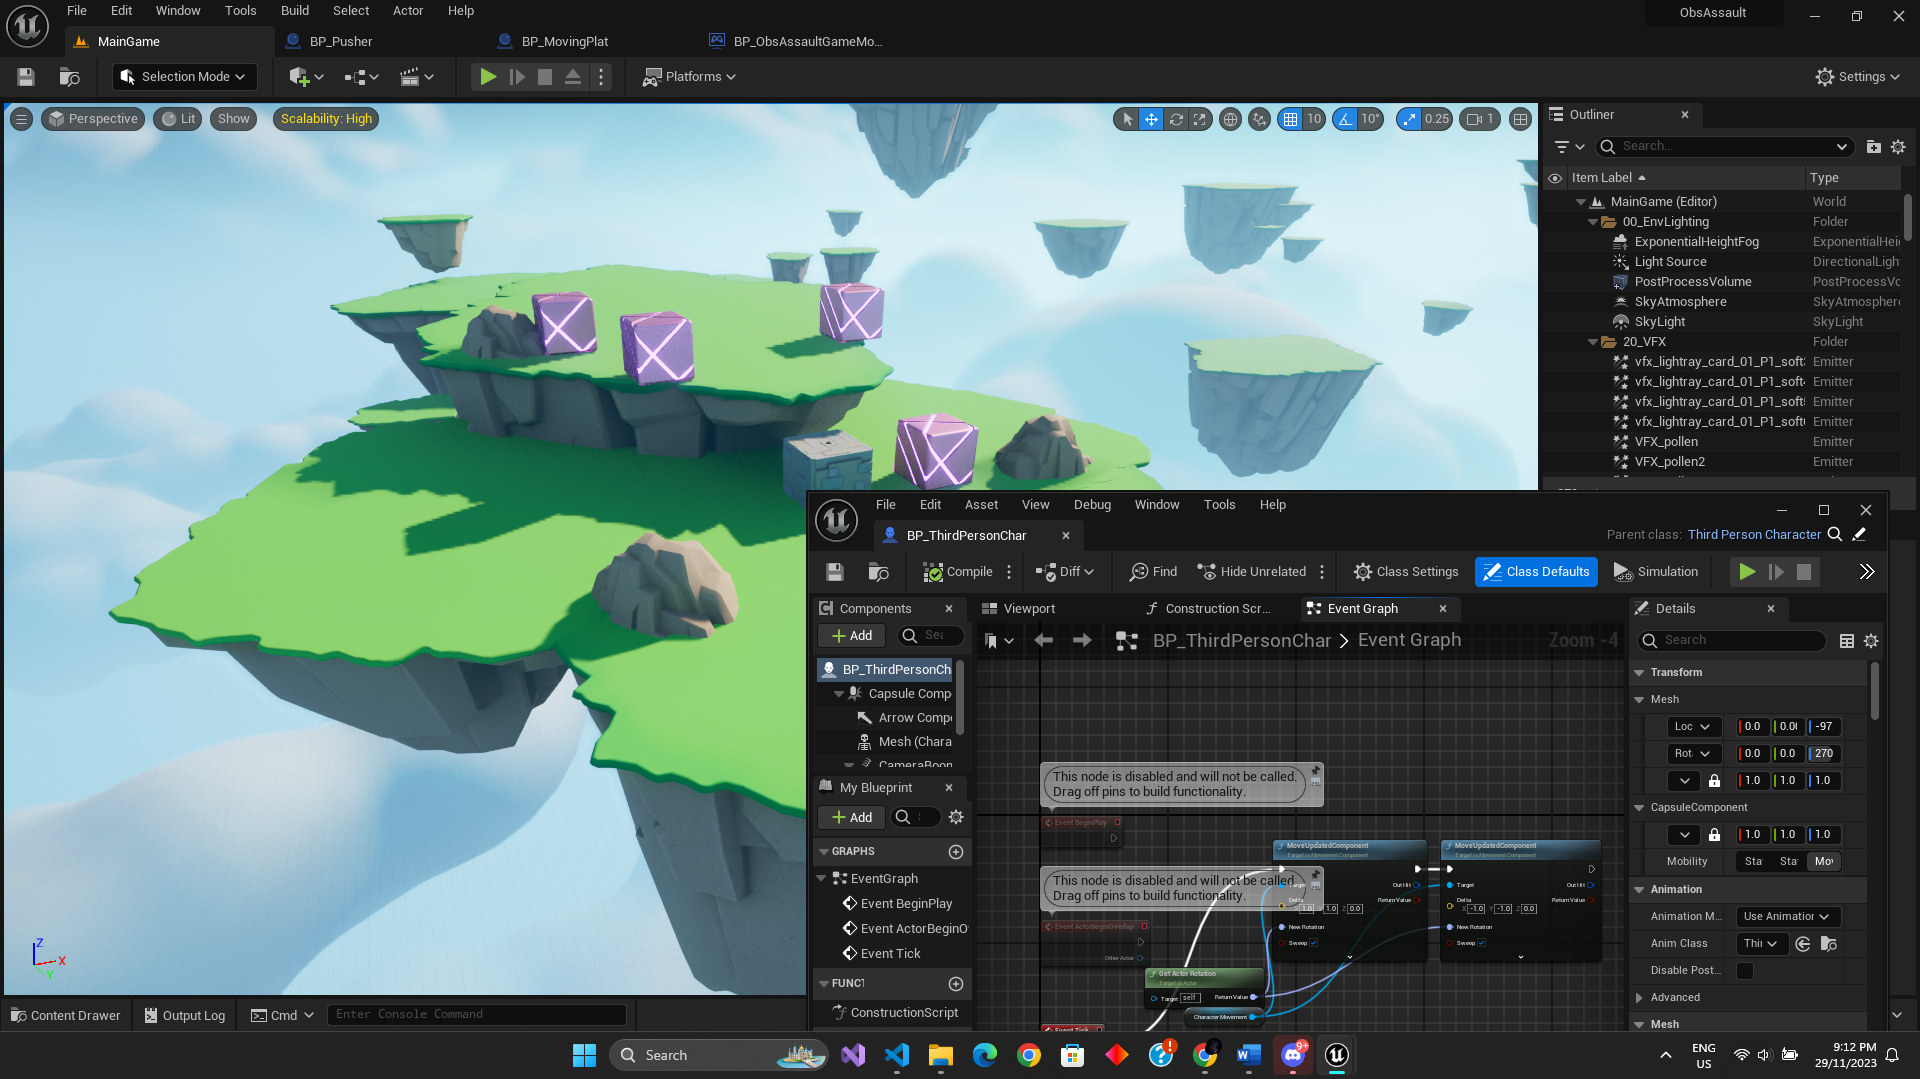 File Edit Window Tools Build Select Actor Help
ObsAssault
MainGame
BP_Pusher
BP_MovingPlat
BP_ObsAssaultGameMo...
Selection Mode
Platforms
Settings
Perspective
Lit
Show
Scalability: High
10
10°
0.25
1
Outliner
Search...
Item Label
Type
MainGame (Editor) World
00_EnvLighting Folder
ExponentialHeightFog ExponentialHei
Light Source DirectionalLigh
PostProcessVolume PostProcessVo
SkyAtmosphere SkyAtmosphere
SkyLight SkyLight
20_VFX Folder
vfx_lightray_card_01_P1_soft Emitter
vfx_lightray_card_01_P1_soft Emitter
vfx_lightray_card_01_P1_soft Emitter
vfx_lightray_card_01_P1_soft Emitter
VFX_pollen Emitter
VFX_pollen2 Emitter
File Edit Asset View Debug Window Tools Help
BP_ThirdPersonChar
Parent class: Third Person Character
Compile
Diff
Find
Hide Unrelated
Class Settings
Class Defaults
Simulation
Components
Viewport
Construction Scr...
Event Graph
Details
Add
Sea
BP_ThirdPersonChar > Event Graph
Zoom -4
Search
BP_ThirdPersonCha
Capsule Comp
Arrow Compo
Mesh (Chara
CameraBoon
Transform
Mesh
Loc 0.0 0.0 -97
Rot 0.0 0.0 270
1.0 1.0 1.0
CapsuleComponent
1.0 1.0 1.0
Mobility Sta Sta Mov
My Blueprint
Add
GRAPHS
EventGraph
Event BeginPlay
Event ActorBeginO
Event Tick
FUNCT
ConstructionScript
This node is disabled and will not be called.
Drag off pins to build functionality.
Event BeginPlay
This node is disabled and will not be called.
Drag off pins to build functionality.
Event ActorBeginOverlap
Other Actor
Get Actor Rotation
Target is Actor
Target self Return Value
Character Movement
Event Tick
MoveUpdatedComponent
Target is Movement Component
Target Out Hit
Delta Return Value
1.0 Y 1.0 Z 0.0
New Rotation
Sweep
MoveUpdatedComponent
Target is Movement Component
Target Out Hit
Delta Return Value
X -1.0 Y -1.0 Z 0.0
New Rotation
Sweep
Animation
Animation M... Use Animation
Anim Class Thir
Disable Post...
Advanced
Mesh
Z
X
Y
Content Drawer
Output Log
Cmd
Enter Console Command
Search
9+
ENG
US
9:12 PM
29/11/2023